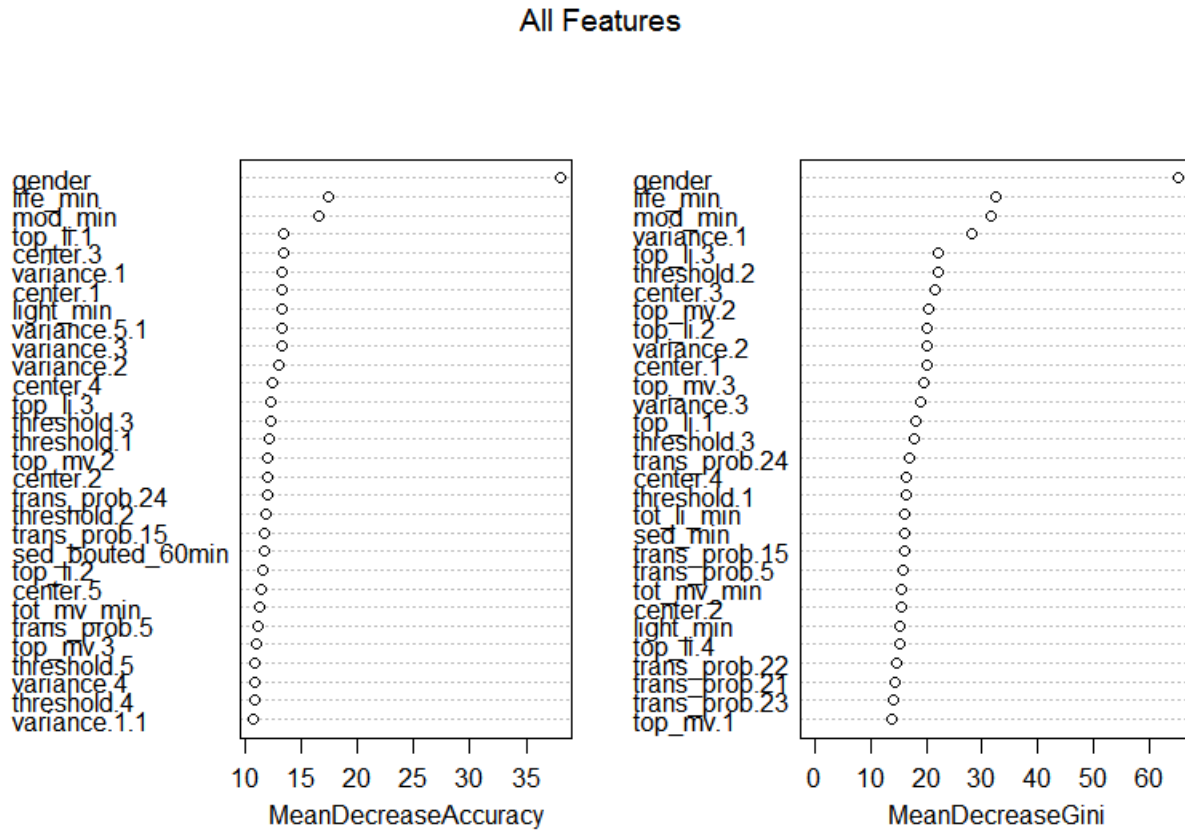 All Features
gender
life_min
mod_min
top_li.1
center.3
variance.1
center.1
light_min
variance.5.1
variance.3
variance.2
center.4
top_li.3
threshold.3
threshold.1
top_mv.2
center.2
trans_prob.24
threshold.2
trans_prob.15
sed_bouted_60min
top_li.2
center.5
tot_mv_min
trans_prob.5
top_mv.3
threshold.5
variance.4
threshold.4
variance.1.1
10 15 20 25 30 35
MeanDecreaseAccuracy
gender
life_min
mod_min
variance.1
top_li.3
threshold.2
center.3
top_mv.2
top_li.2
variance.2
center.1
top_mv.3
variance.3
top_li.1
threshold.3
trans_prob.24
center.4
threshold.1
tot_li_min
sed_min
trans_prob.15
trans_prob.5
tot_mv_min
center.2
light_min
top_li.4
trans_prob.22
trans_prob.21
trans_prob.23
top_mv.1
0 10 20 30 40 50 60
MeanDecreaseGini